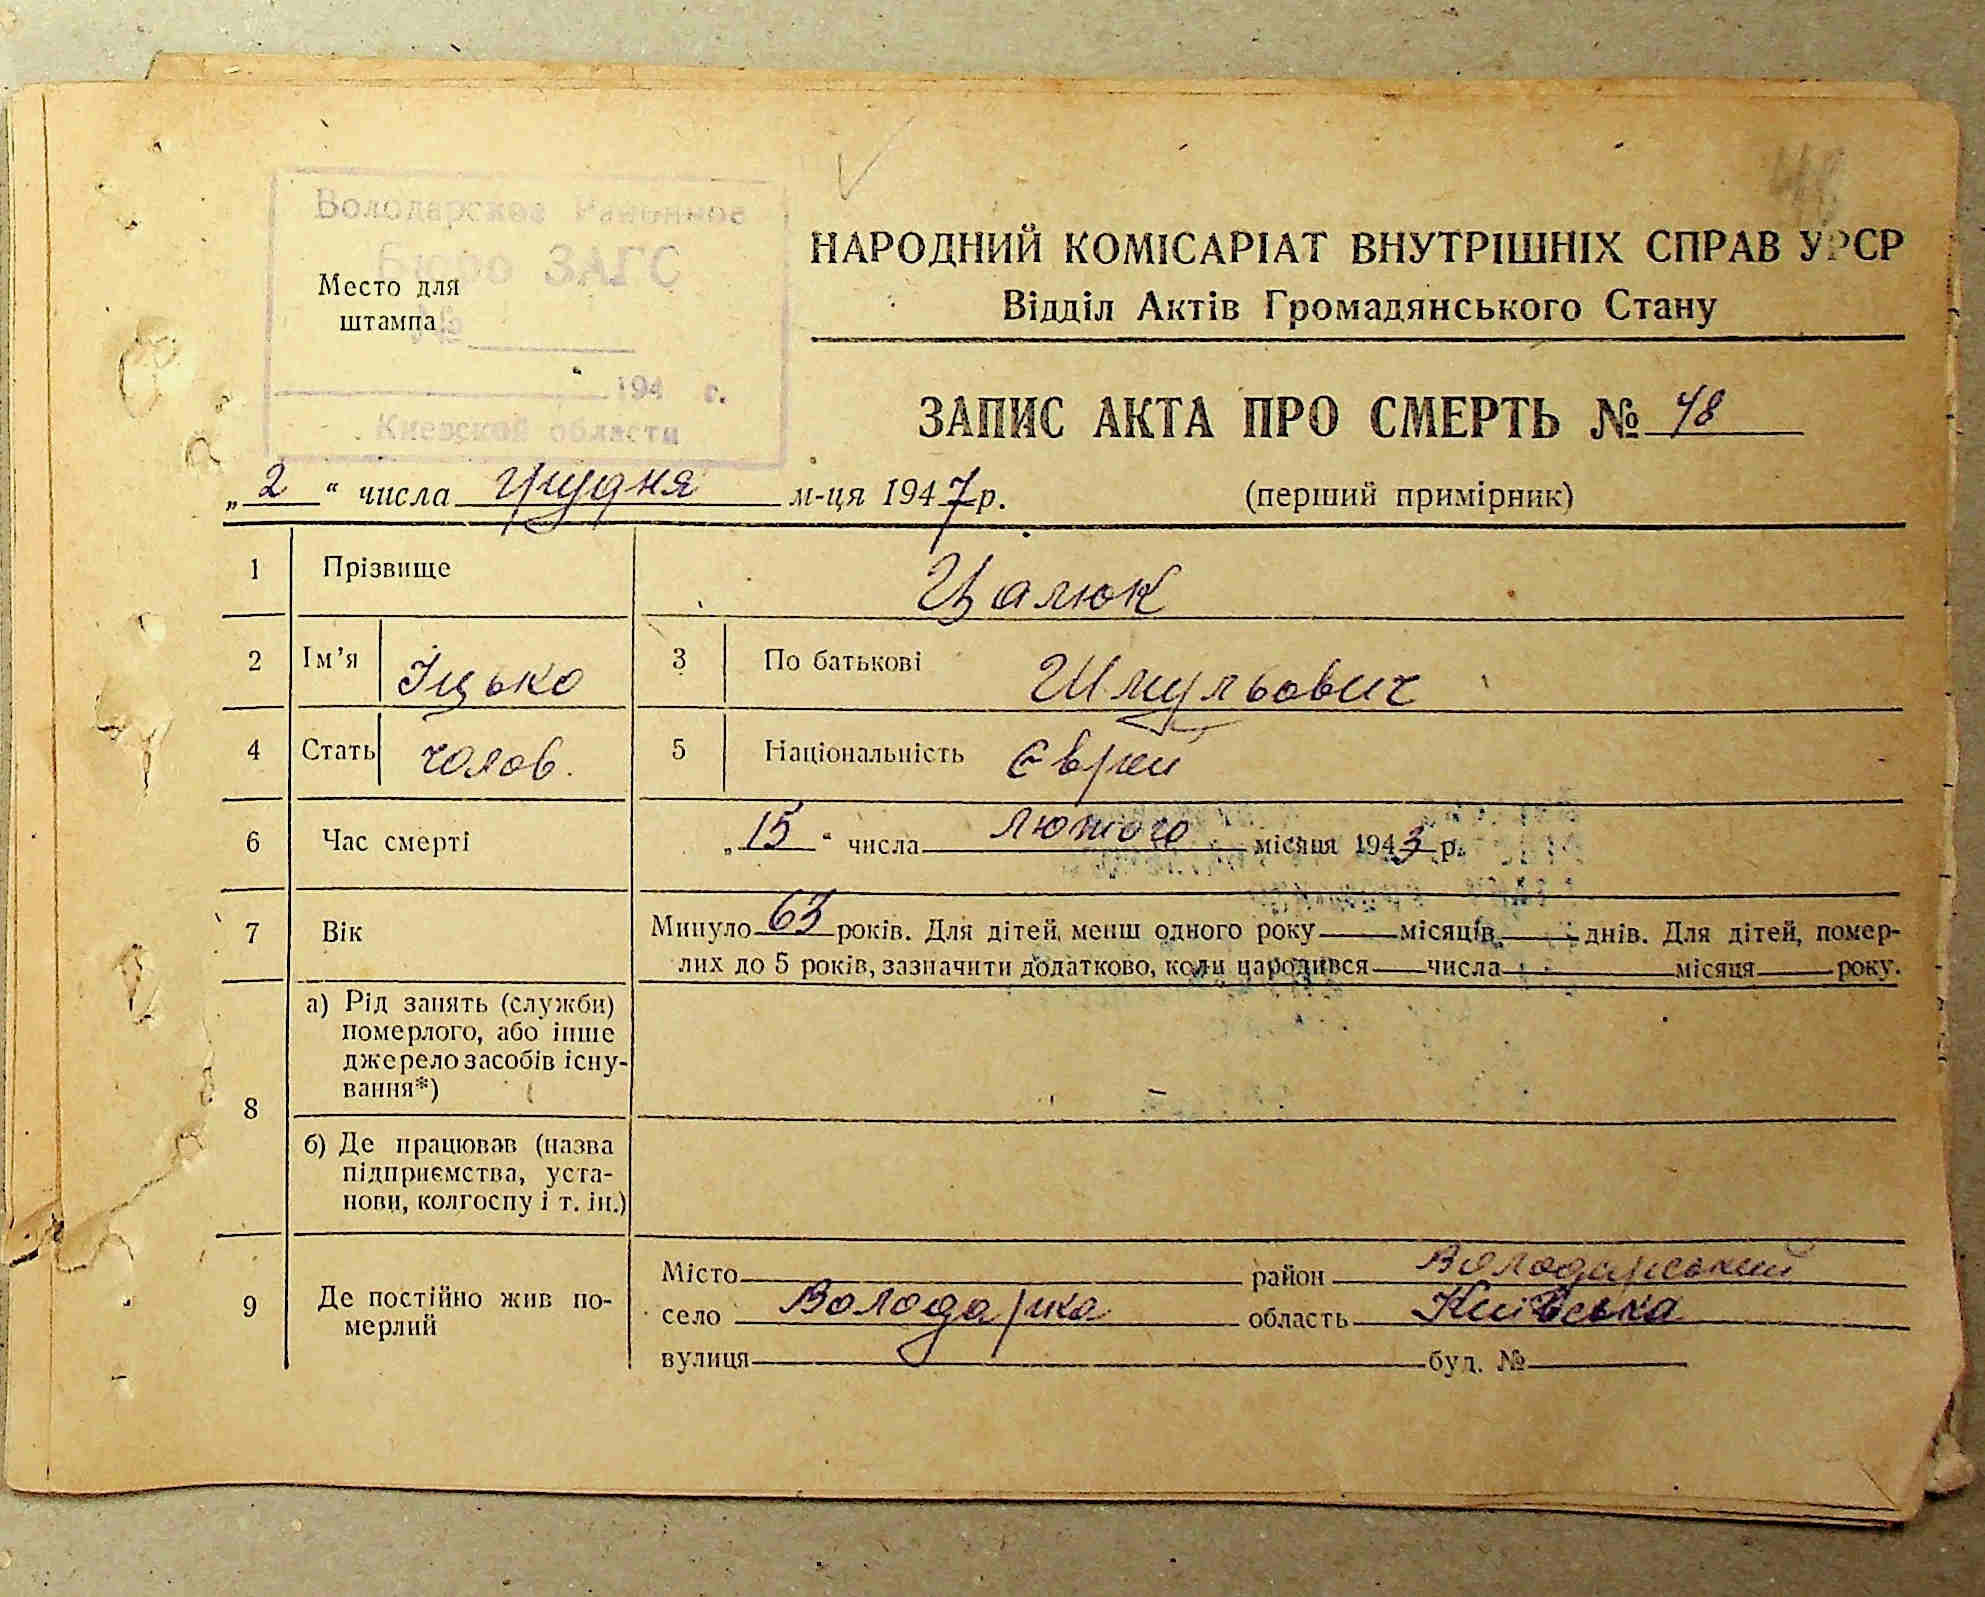 48
Володарское Районное
Бюро ЗАГС
Место для
штампа
№
194 г.
Киевской области
НАРОДНИЙ КОМІСАРІАТ ВНУТРІШНІХ СПРАВ УРСР
Відділ Актів Громадянського Стану
ЗАПИС АКТА ПРО СМЕРТЬ № 48
„2“ числа грудня м-ця 1947 р. (перший примірник)
1 Прізвище Цалюк
2 Ім’я Іцько 3 По батькові Шмульович
4 Стать чолов. 5 Національність Єврей
6 Час смерті „15“ числа лютого місяця 1943 р.
7 Вік Минуло 63 років. Для дітей, менш одного року місяців, днів. Для дітей, помер-
лих до 5 років, зазначити додатково, коли народився числа місяця року.
8 а) Рід занять (служби)
померлого, або інше
джерело засобів існу-
вання*)
–
б) Де працював (назва
підприємства, уста-
нови, колгоспу і т. ін.)
9 Де постійно жив по-
мерлий
Місто район Володарський
село Володарка область Київська
вулиця буд. №